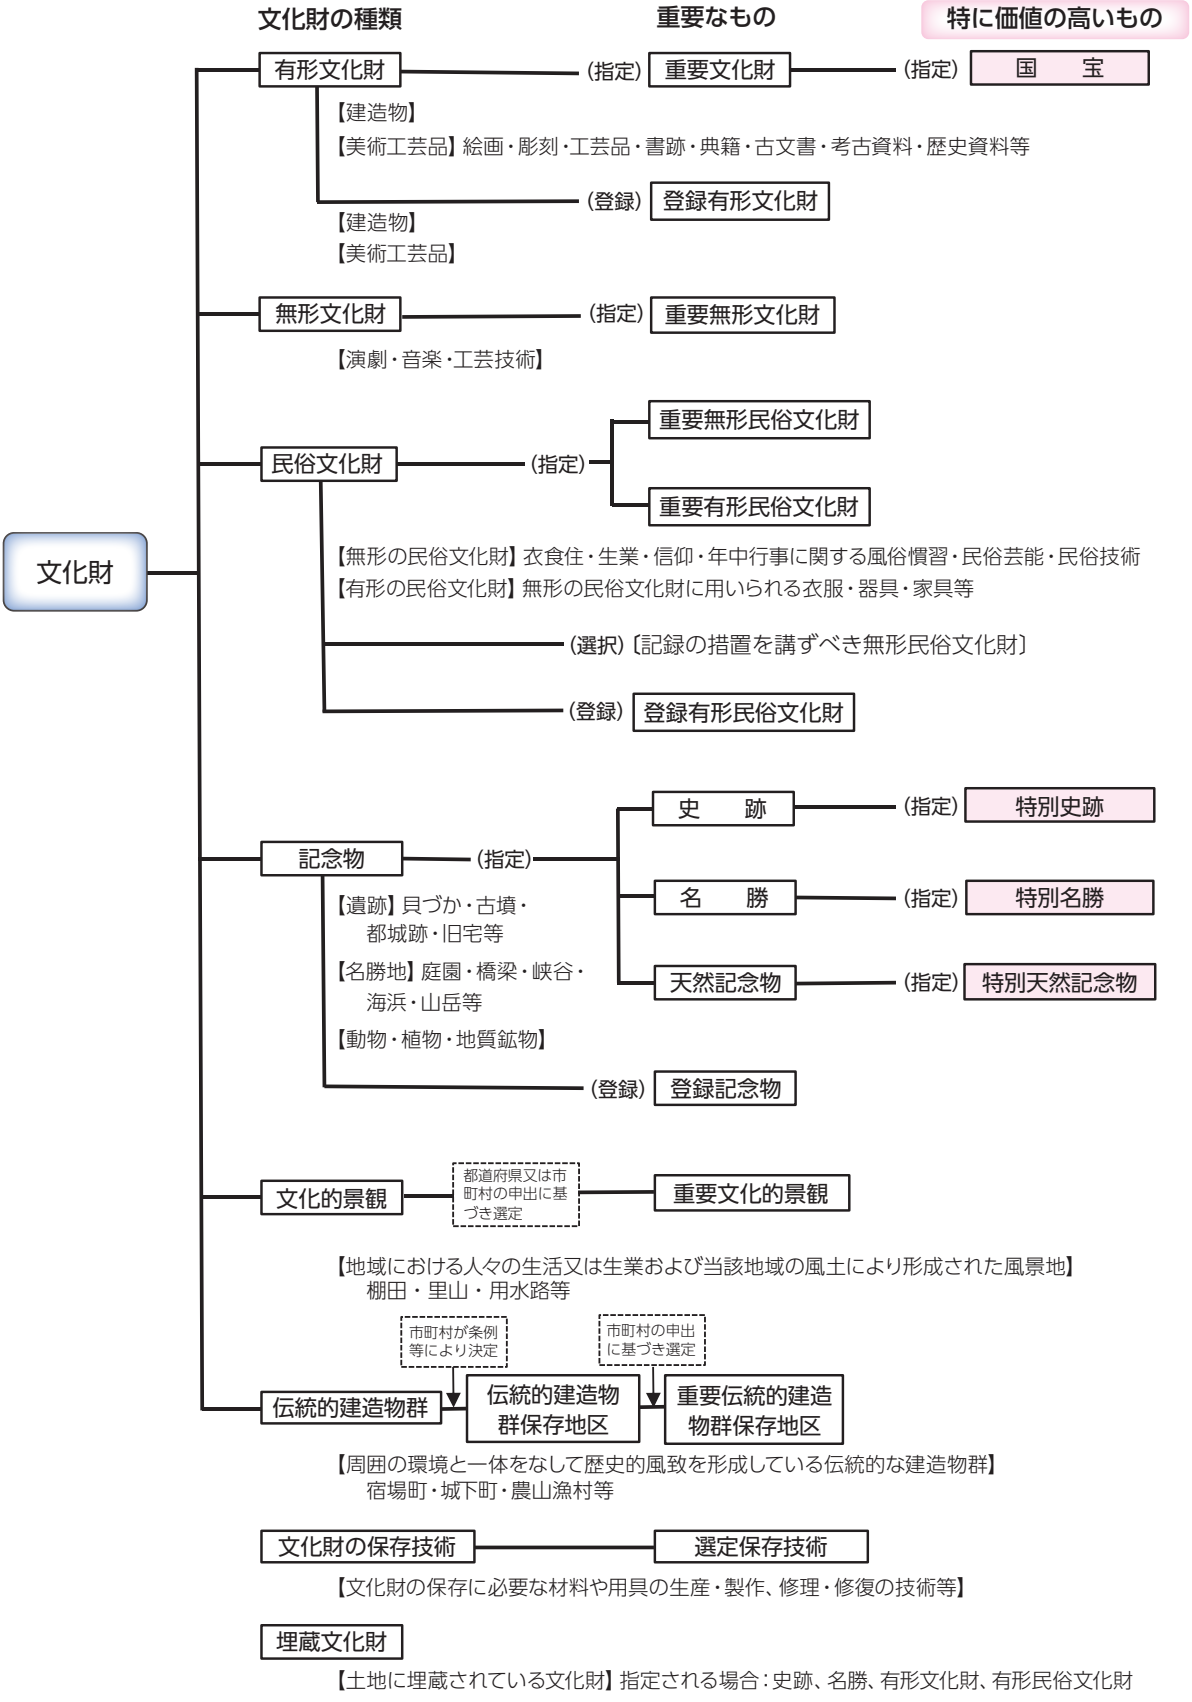 文化財の種類 重要なもの 特に価値の高いもの
有形文化財 (指定) 重要文化財 (指定) 国 宝
【建造物】
【美術工芸品】絵画・彫刻・工芸品・書跡・典籍・古文書・考古資料・歴史資料等
(登録) 登録有形文化財
【建造物】
【美術工芸品】
無形文化財 (指定) 重要無形文化財
【演劇・音楽・工芸技術】
重要無形民俗文化財
民俗文化財 (指定)
重要有形民俗文化財
文化財
【無形の民俗文化財】衣食住・生業・信仰・年中行事に関する風俗慣習・民俗芸能・民俗技術
【有形の民俗文化財】無形の民俗文化財に用いられる衣服・器具・家具等
(選択)〔記録の措置を講ずべき無形民俗文化財〕
(登録) 登録有形民俗文化財
史 跡 (指定) 特別史跡
記念物 (指定)
名 勝 (指定) 特別名勝
【遺跡】貝づか・古墳・
都城跡・旧宅等
【名勝地】庭園・橋梁・峡谷・
海浜・山岳等
天然記念物 (指定) 特別天然記念物
【動物・植物・地質鉱物】
(登録) 登録記念物
都道府県又は市
町村の申出に基
づき選定
文化的景観 重要文化的景観
【地域における人々の生活又は生業および当該地域の風土により形成された風景地】
棚田・里山・用水路等
市町村が条例
等により決定
市町村の申出
に基づき選定
伝統的建造物群
伝統的建造物
群保存地区
重要伝統的建造
物群保存地区
【周囲の環境と一体をなして歴史的風致を形成している伝統的な建造物群】
宿場町・城下町・農山漁村等
文化財の保存技術 選定保存技術
【文化財の保存に必要な材料や用具の生産・製作、修理・修復の技術等】
埋蔵文化財
【土地に埋蔵されている文化財】指定される場合：史跡、名勝、有形文化財、有形民俗文化財